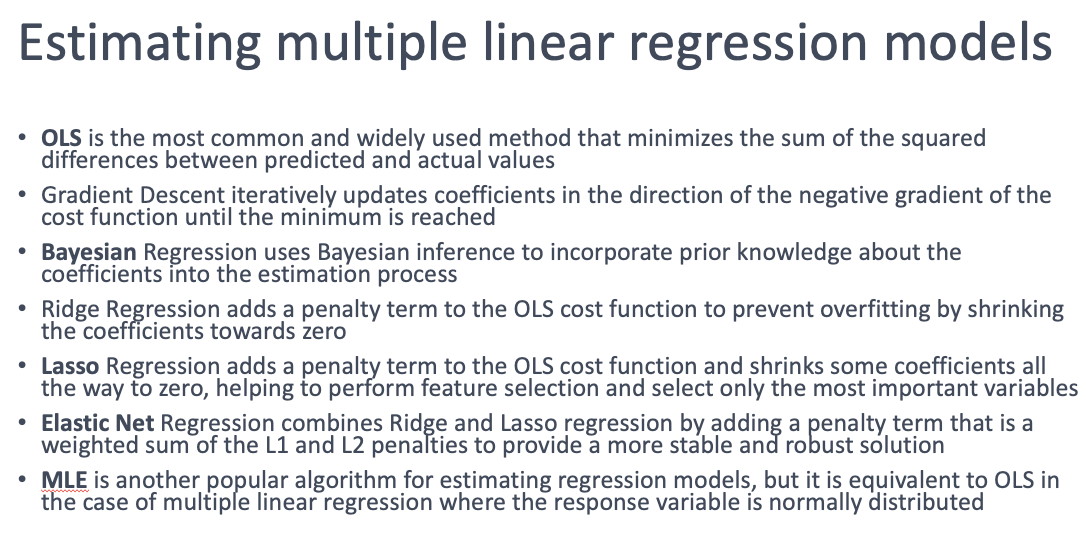 Estimating multiple linear regression models
• OLS is the most common and widely used method that minimizes the sum of the squared
differences between predicted and actual values
• Gradient Descent iteratively updates coefficients in the direction of the negative gradient of the
cost function until the minimum is reached
• Bayesian Regression uses Bayesian inference to incorporate prior knowledge about the
coefficients into the estimation process
• Ridge Regression adds a penalty term to the OLS cost function to prevent overfitting by shrinking
the coefficients towards zero
• Lasso Regression adds a penalty term to the OLS cost function and shrinks some coefficients all
the way to zero, helping to perform feature selection and select only the most important variables
• Elastic Net Regression combines Ridge and Lasso regression by adding a penalty term that is a
weighted sum of the L1 and L2 penalties to provide a more stable and robust solution
• MLE is another popular algorithm for estimating regression models, but it is equivalent to OLS in
the case of multiple linear regression where the response variable is normally distributed